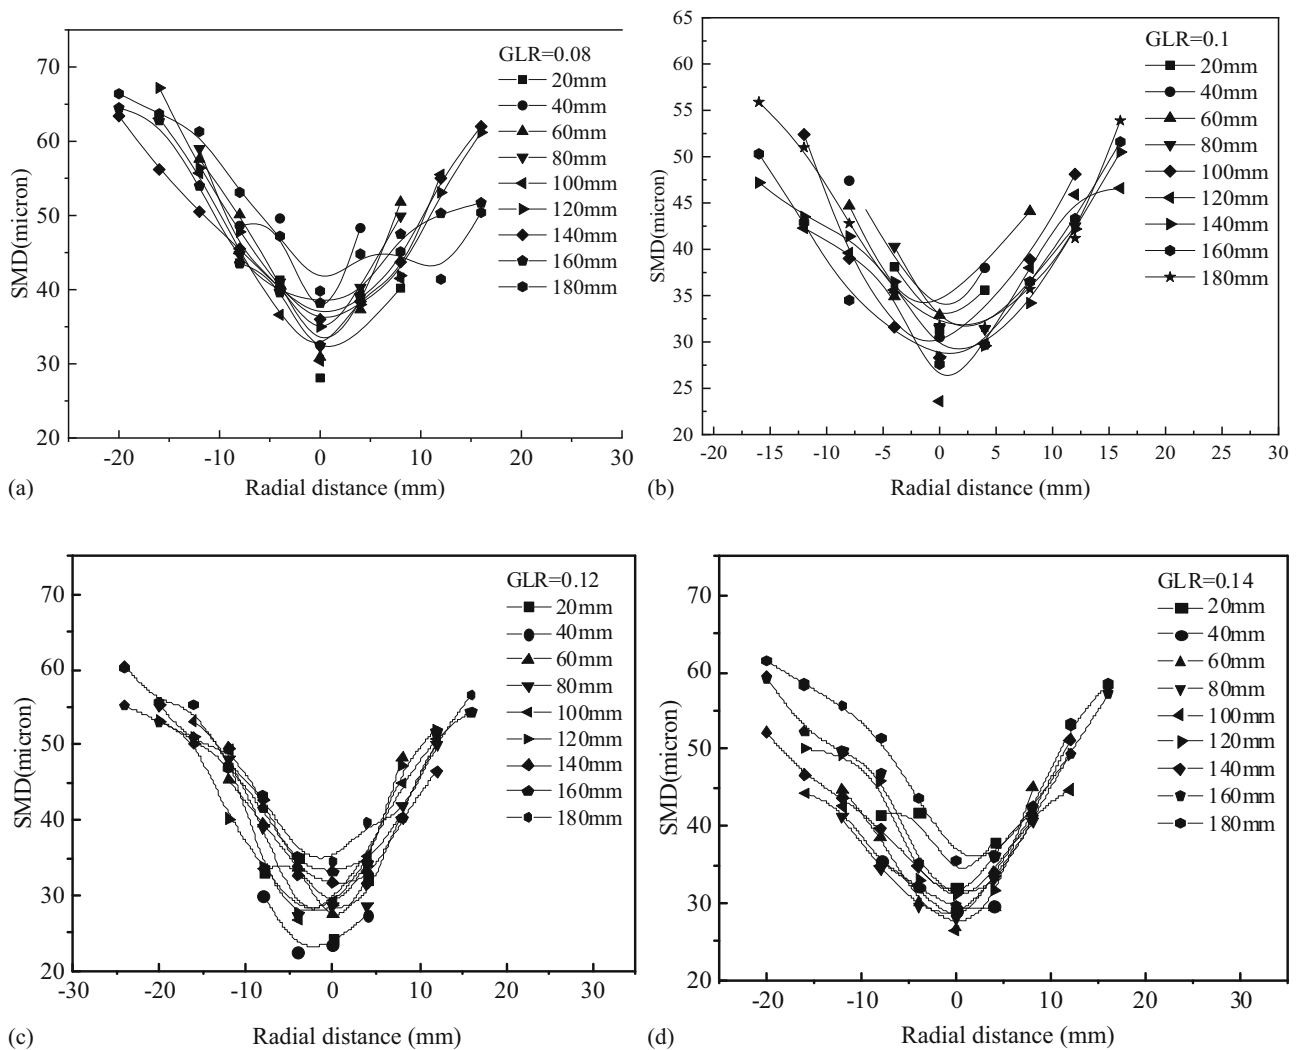 GLR=0.08
20mm
40mm
60mm
80mm
100mm
120mm
140mm
160mm
180mm
70
60
50
40
30
20
SMD(micron)
-20
-10
0
10
20
30
Radial distance (mm)
(a)
GLR=0.1
20mm
40mm
60mm
80mm
100mm
120mm
140mm
160mm
180mm
65
60
55
50
45
40
35
30
25
20
SMD(micron)
-20
-15
-10
-5
0
5
10
15
20
25
30
Radial distance (mm)
(b)
GLR=0.12
20mm
40mm
60mm
80mm
100mm
120mm
140mm
160mm
180mm
70
60
50
40
30
20
SMD(micron)
-30
-20
-10
0
10
20
30
Radial distance (mm)
(c)
GLR=0.14
20mm
40mm
60mm
80mm
100mm
120mm
140mm
160mm
180mm
70
60
50
40
30
20
SMD(micron)
-20
-10
0
10
20
30
Radial distance (mm)
(d)